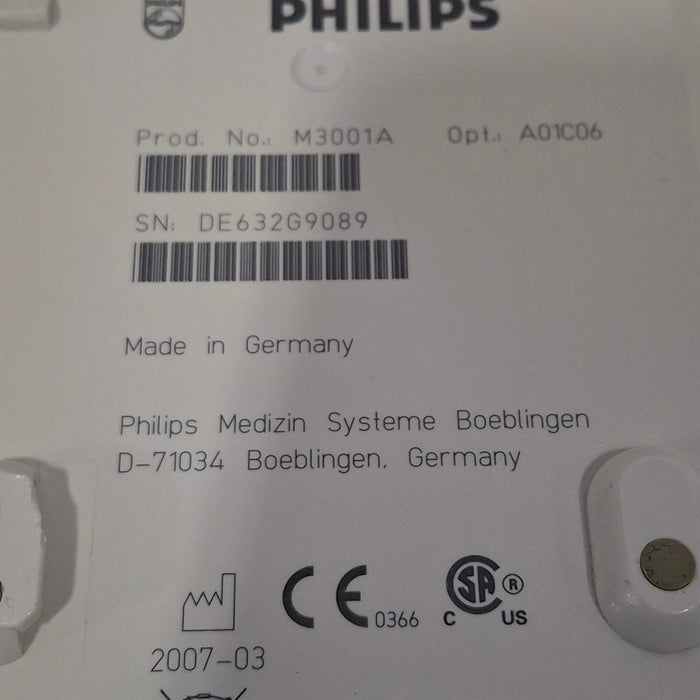 PHILIPS
Prod. No.: M3001A Opt.: A01C06
SN: DE632G9089
Made in Germany
Philips Medizin Systeme Boeblingen
D-71034 Boeblingen, Germany
CE 0366
C SA ® C US
2007-03